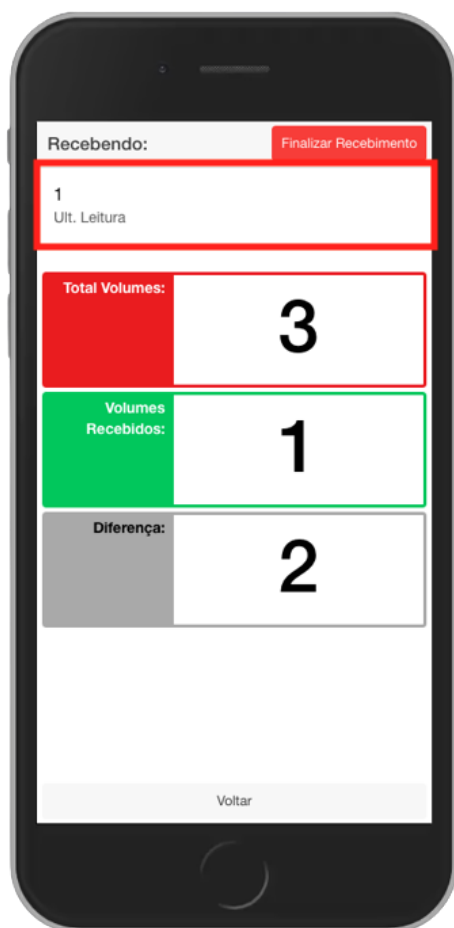 Recebendo:
Finalizar Recebimento
1
Ult. Leitura
Total Volumes:
3
Volumes
Recebidos:
1
Diferença:
2
Voltar